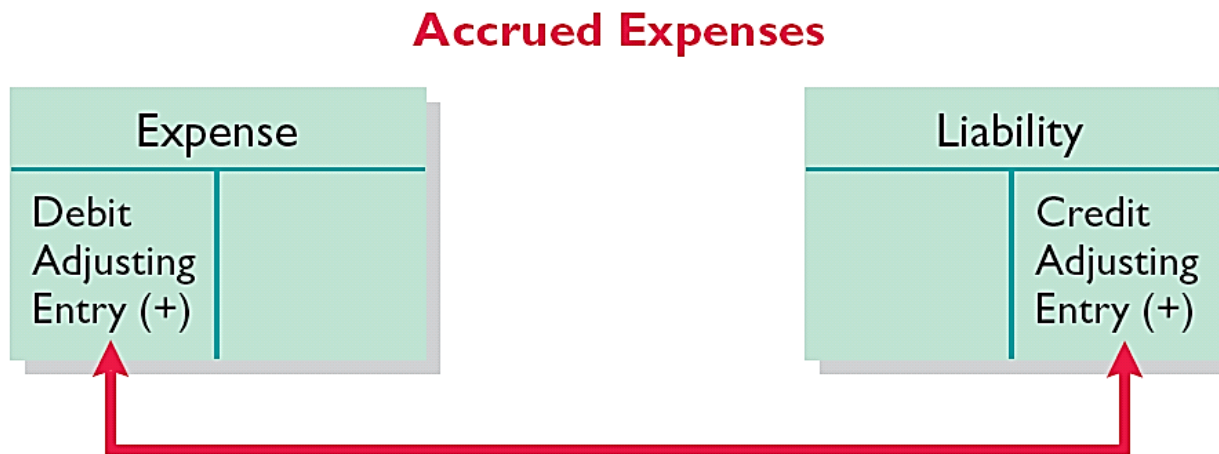 Accrued Expenses
Expense
Debit
Adjusting
Entry (+)
Liability
Credit
Adjusting
Entry (+)